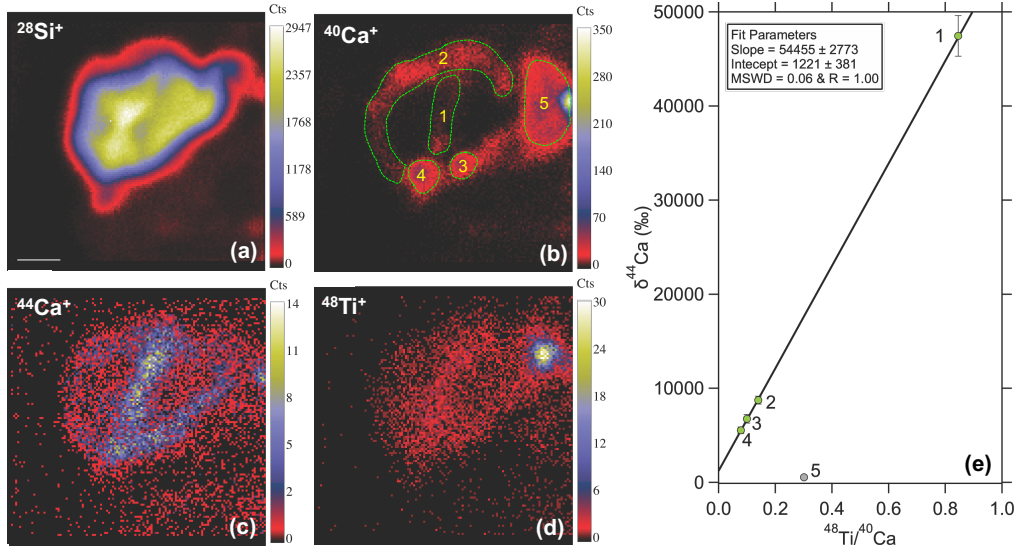 28Si+
(a)
Cts
2947
2357
1768
1178
589
0
40Ca+
1
2
3
4
5
(b)
Cts
350
280
210
140
70
0
44Ca+
(c)
Cts
14
11
8
5
2
0
48Ti+
(d)
Cts
30
24
18
12
6
0
e
50000
40000
30000
20000
10000
0
δ44Ca (‰)
Fit Parameters
Slope = 54455 ± 2773
Intecept = 1221 ± 381
MSWD = 0.06 & R = 1.00
1
2
3
4
5
(e)
0.0
0.2
0.4
0.6
0.8
1.0
48Ti/40Ca